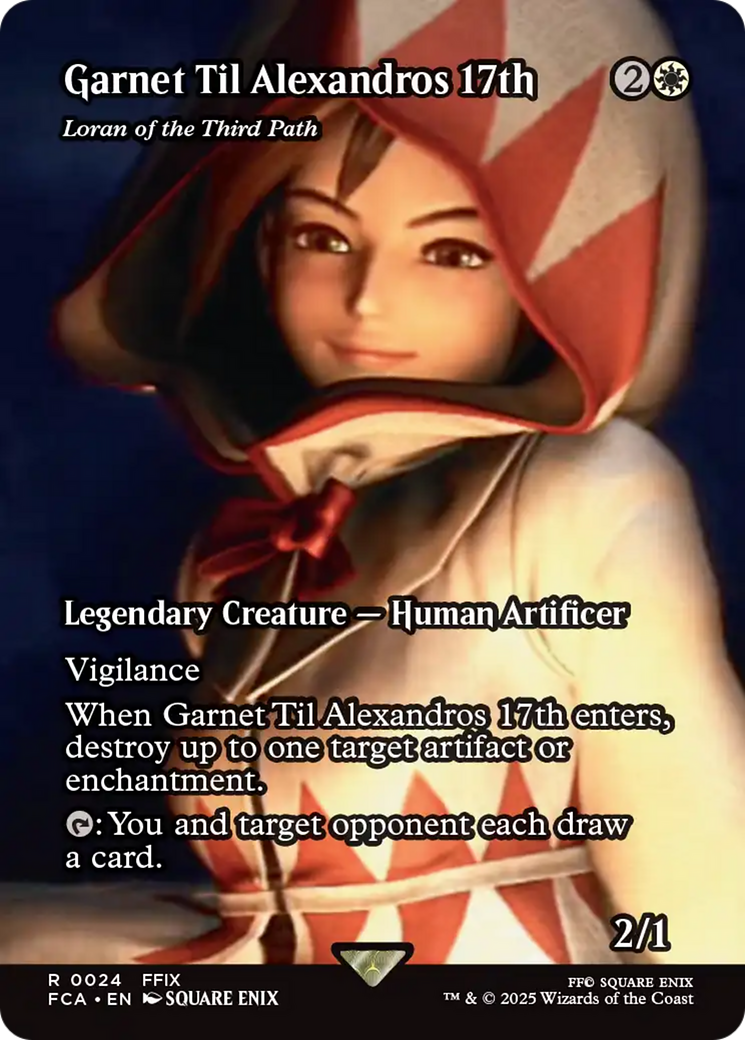 Garnet Til Alexandros 17th 2
Loran of the Third Path
Legendary Creature — Human Artificer
Vigilance
When Garnet Til Alexandros 17th enters,
destroy up to one target artifact or
enchantment.
: You and target opponent each draw
a card.
2/1
R 0024 FFIX
FF© SQUARE ENIX
FCA • EN SQUARE ENIX
™ & © 2025 Wizards of the Coast